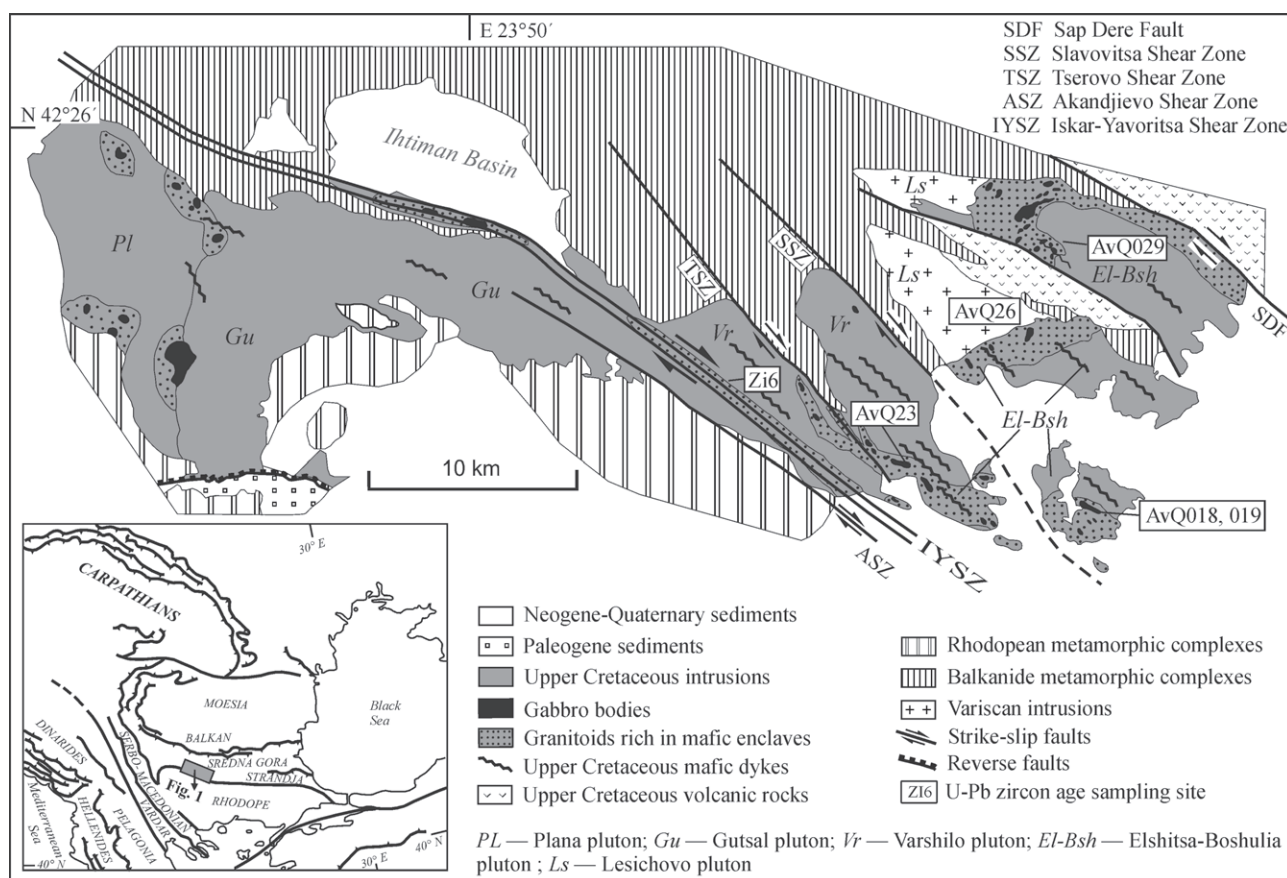 E 23°50´
N 42°26´
SDF Sap Dere Fault
SSZ Slavovitsa Shear Zone
TSZ Tserovo Shear Zone
ASZ Akandjievo Shear Zone
IYSZ Iskar-Yavoritsa Shear Zone
Ihtiman Basin
Ls
AvQ029
El-Bsh
SDF
Pl
Gu
Gu
TSZ
SSZ
Vr
Vr
Ls
AvQ26
Zi6
AvQ23
El-Bsh
10 km
AvQ018, 019
ASZ
IYSZ
30° E
CARPATHIANS
MOESIA
Black
Sea
BALKAN
SREDNA GORA
STRANDJA
Fig. 1
RHODOPE
DINARIDES
SERBO-MACEDONIAN
VARDAR
PELAGONIA
HELLENIDES
Mediterranean
Sea
40° N
30° E
40° N
Neogene-Quaternary sediments
Paleogene sediments
Upper Cretaceous intrusions
Gabbro bodies
Granitoids rich in mafic enclaves
Upper Cretaceous mafic dykes
Upper Cretaceous volcanic rocks
Rhodopean metamorphic complexes
Balkanide metamorphic complexes
Variscan intrusions
Strike-slip faults
Reverse faults
ZI6 U-Pb zircon age sampling site
PL — Plana pluton; Gu — Gutsal pluton; Vr — Varshilo pluton; El-Bsh — Elshitsa-Boshulia
pluton ; Ls — Lesichovo pluton